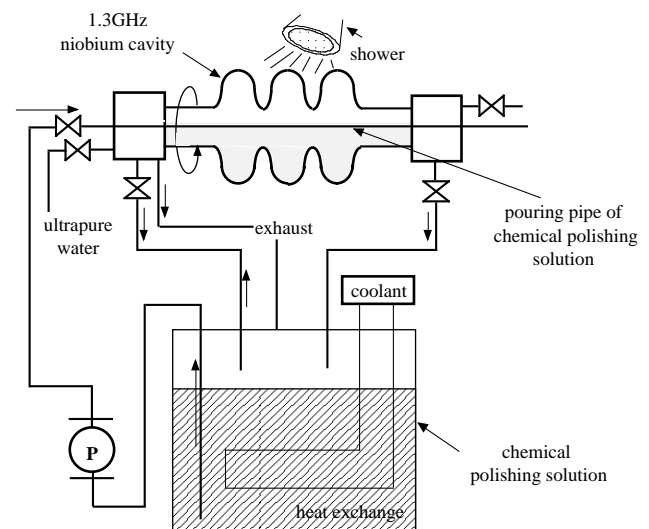 1.3GHz
niobium cavity
shower
ultrapure
water
exhaust
pouring pipe of
chemical polishing
solution
coolant
P
chemical
polishing solution
heat exchange